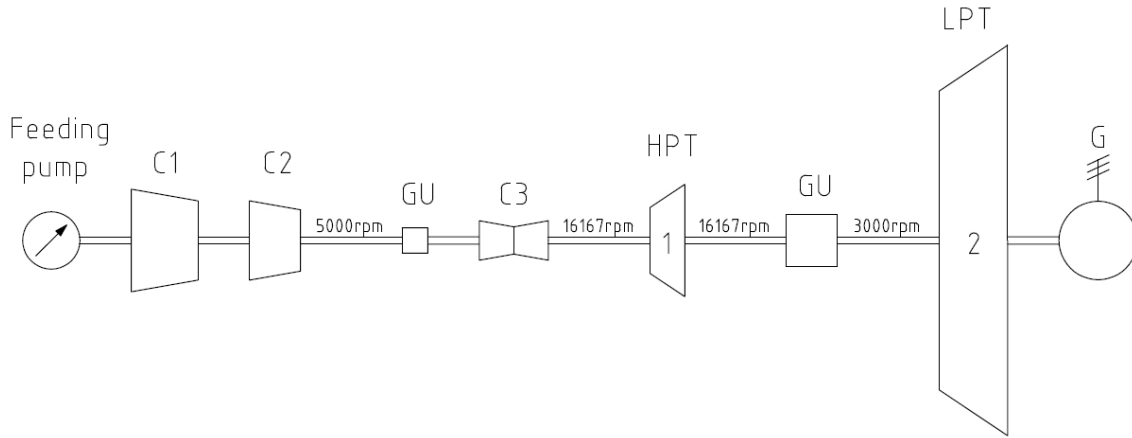 LPT
Feeding
pump
C1
C2
GU
C3
HPT
GU
G
5000rpm
16167rpm
16167rpm
3000rpm
1
2